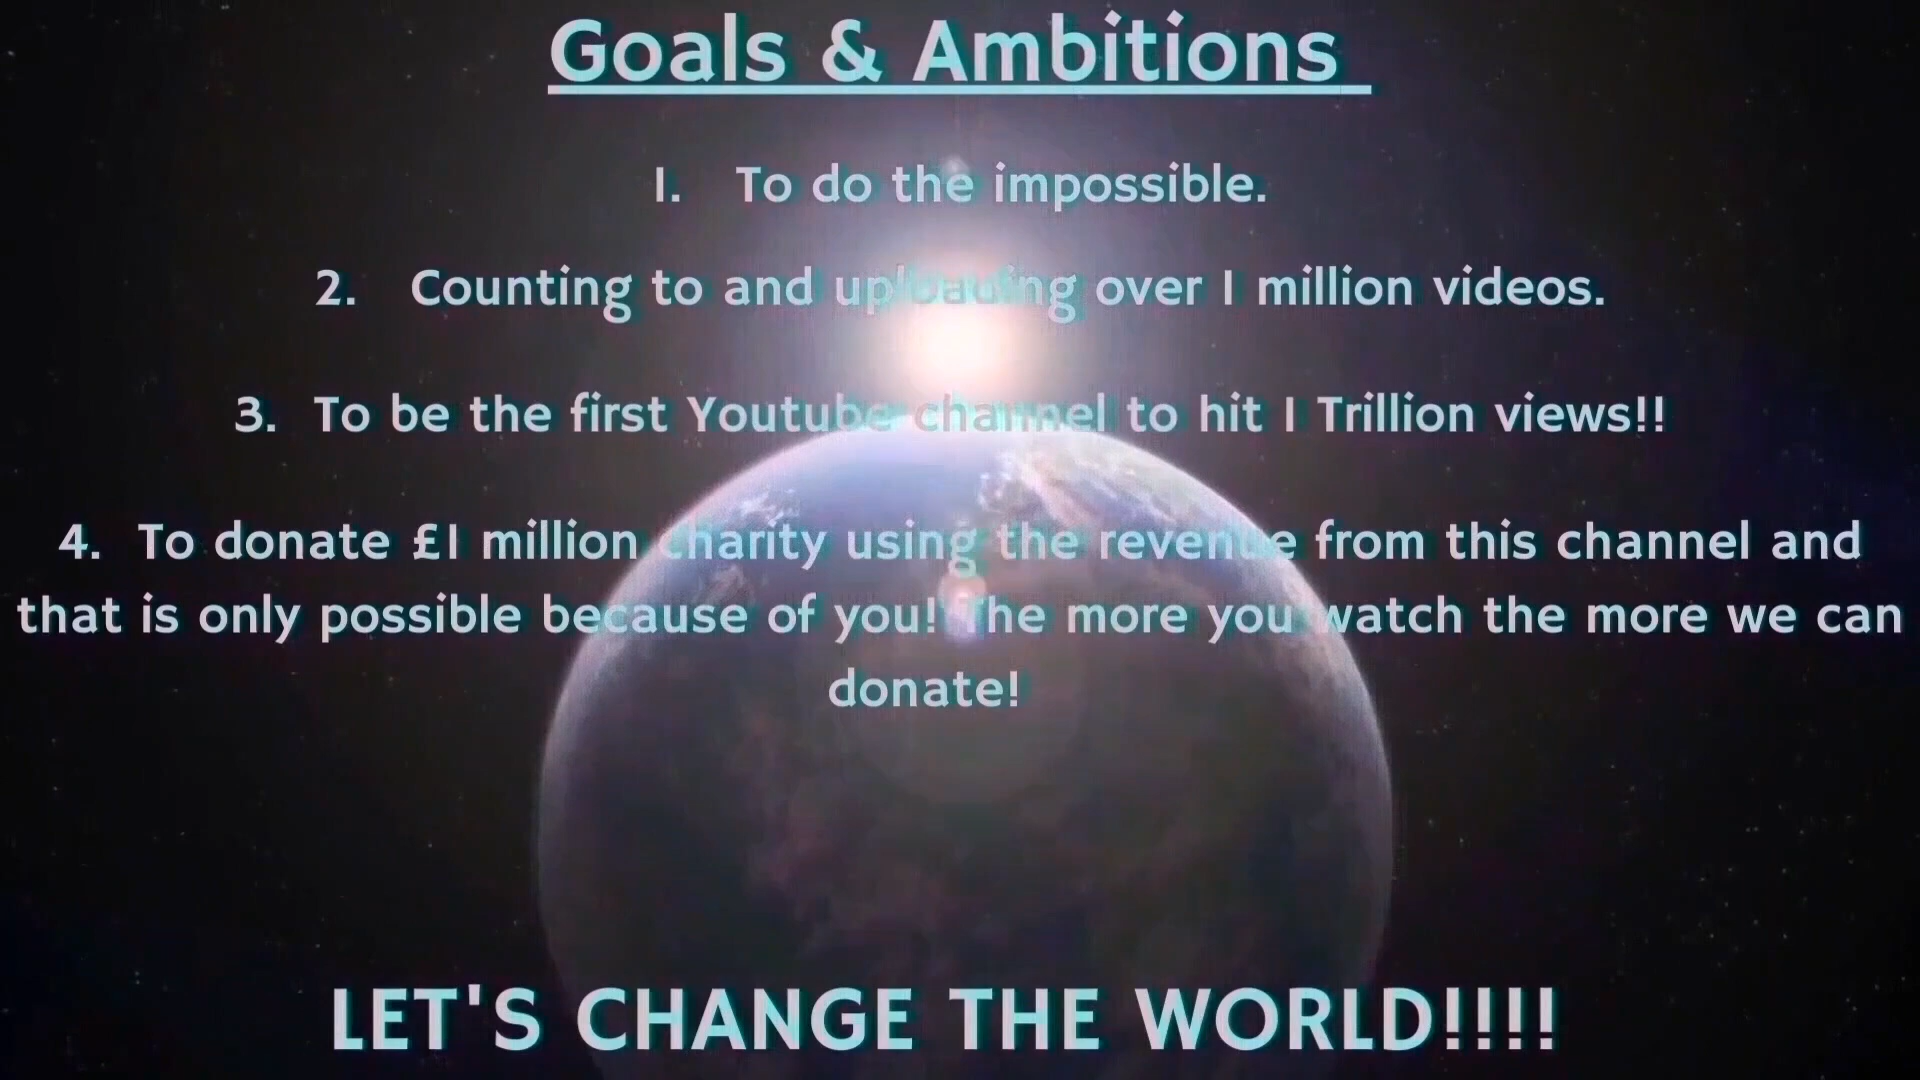 Goals & Ambitions
1. To do the impossible.
2. Counting to and uploading over 1 million videos.
3. To be the first Youtube channel to hit 1 Trillion views!!
4. To donate £1 million charity using the revenue from this channel and
that is only possible because of you! The more you watch the more we can
donate!
LET'S CHANGE THE WORLD!!!!